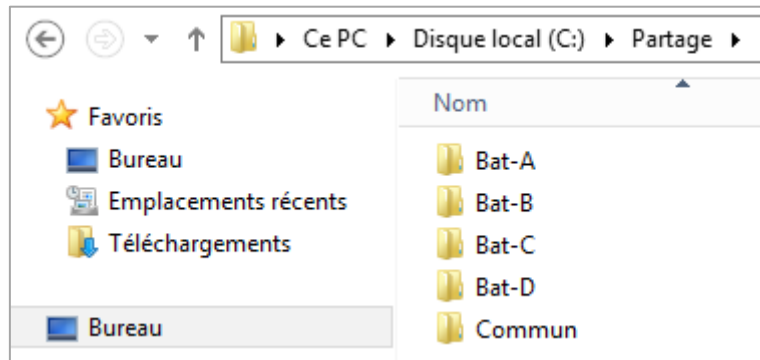 Ce PC Disque local (C:) Partage
Favoris
Bureau
Emplacements récents
Téléchargements
Bureau
Nom
Bat-A
Bat-B
Bat-C
Bat-D
Commun